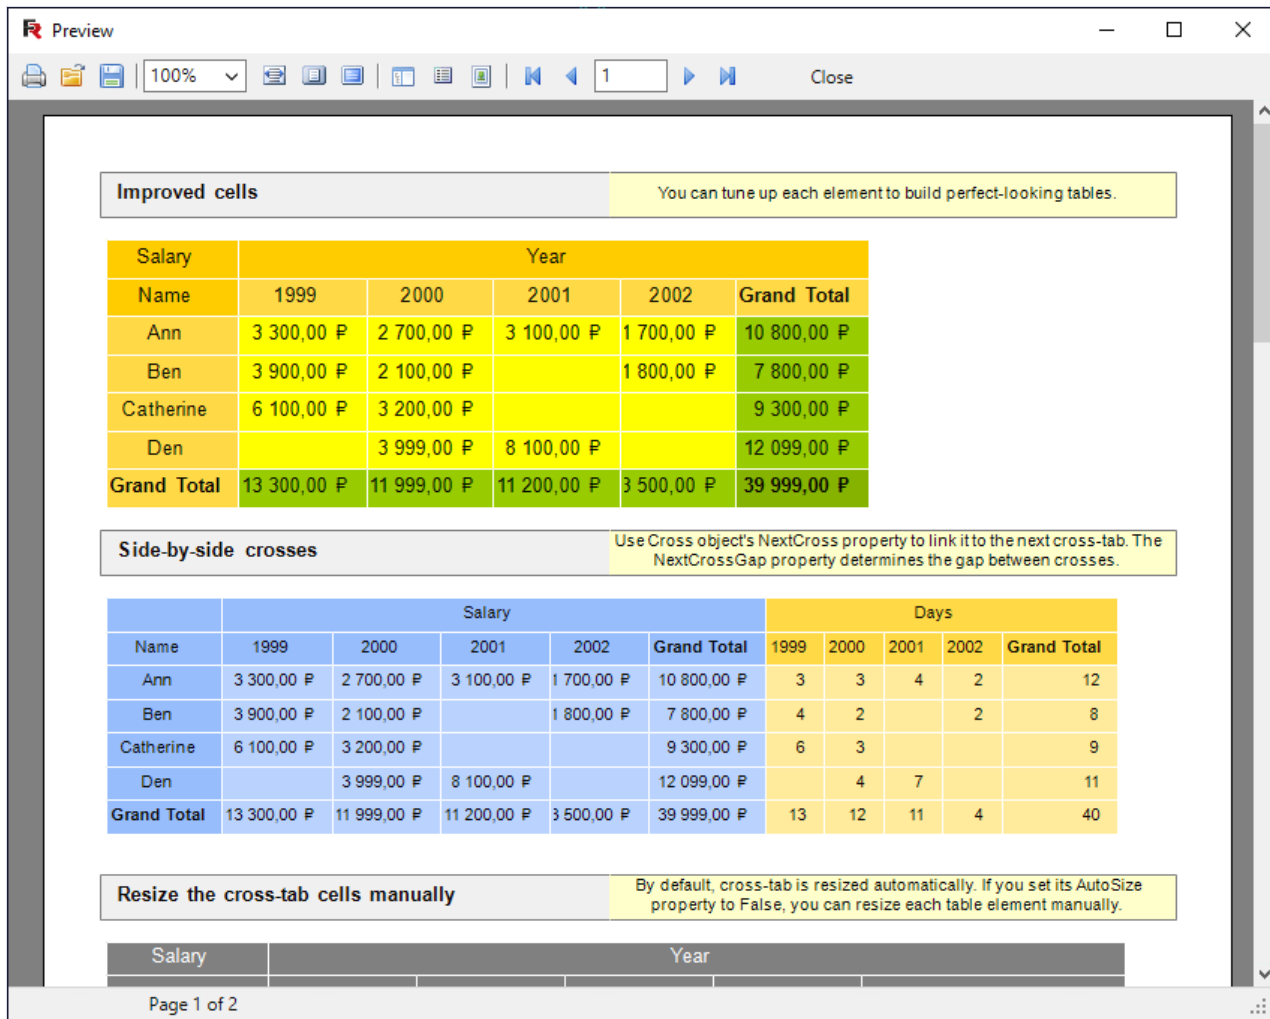 Preview
100%
1
Close
Improved cells
You can tune up each element to build perfect-looking tables.
Salary Year
Name 1999 2000 2001 2002 Grand Total
Ann 3 300,00 ₽ 2 700,00 ₽ 3 100,00 ₽ 1 700,00 ₽ 10 800,00 ₽
Ben 3 900,00 ₽ 2 100,00 ₽ 1 800,00 ₽ 7 800,00 ₽
Catherine 6 100,00 ₽ 3 200,00 ₽ 9 300,00 ₽
Den 3 999,00 ₽ 8 100,00 ₽ 12 099,00 ₽
Grand Total 13 300,00 ₽ 11 999,00 ₽ 11 200,00 ₽ 3 500,00 ₽ 39 999,00 ₽
Side-by-side crosses
Use Cross object's NextCross property to link it to the next cross-tab. The
NextCrossGap property determines the gap between crosses.
Salary Days
Name 1999 2000 2001 2002 Grand Total 1999 2000 2001 2002 Grand Total
Ann 3 300,00 ₽ 2 700,00 ₽ 3 100,00 ₽ 1 700,00 ₽ 10 800,00 ₽ 3 3 4 2 12
Ben 3 900,00 ₽ 2 100,00 ₽ 1 800,00 ₽ 7 800,00 ₽ 4 2 2 8
Catherine 6 100,00 ₽ 3 200,00 ₽ 9 300,00 ₽ 6 3 9
Den 3 999,00 ₽ 8 100,00 ₽ 12 099,00 ₽ 4 7 11
Grand Total 13 300,00 ₽ 11 999,00 ₽ 11 200,00 ₽ 3 500,00 ₽ 39 999,00 ₽ 13 12 11 4 40
Resize the cross-tab cells manually
By default, cross-tab is resized automatically. If you set its AutoSize
property to False, you can resize each table element manually.
Salary Year
Page 1 of 2